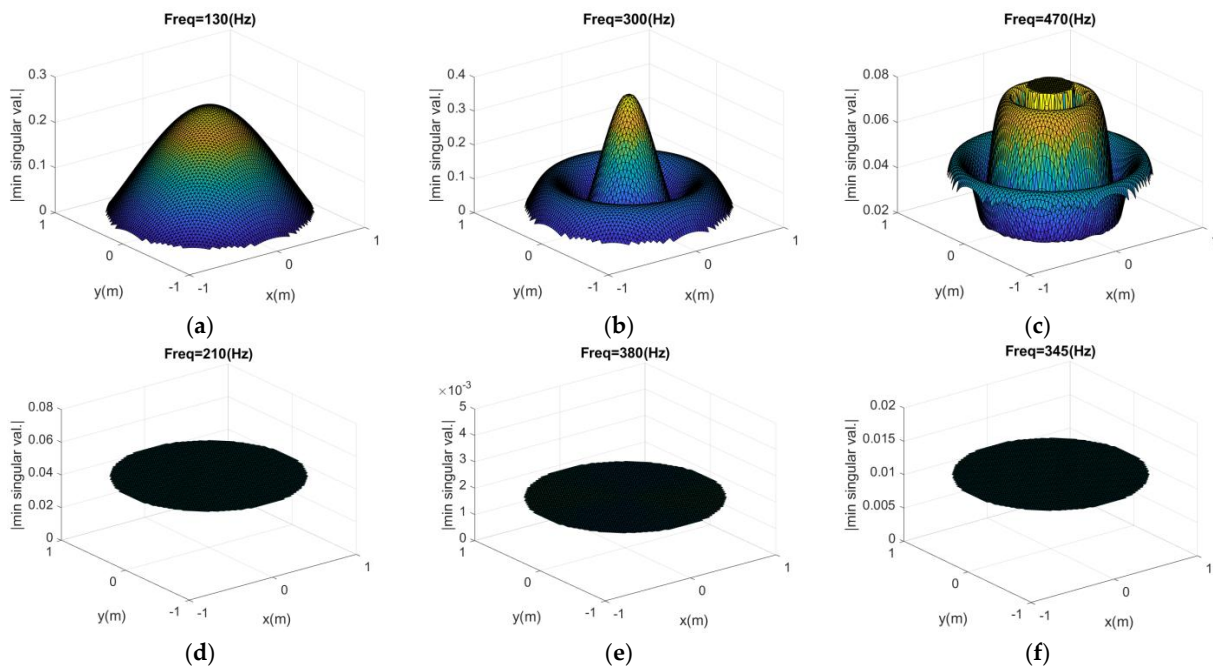 Freq=130(Hz)
|min singular val.|
0.3
0.2
0.1
0
1
0
-1
y(m)
-1
0
1
x(m)
(a)
Freq=300(Hz)
|min singular val.|
0.4
0.3
0.2
0.1
0
1
0
-1
y(m)
-1
0
1
x(m)
(b)
Freq=470(Hz)
|min singular val.|
0.08
0.06
0.04
0.02
1
0
-1
y(m)
-1
0
1
x(m)
(c)
Freq=210(Hz)
|min singular val.|
0.08
0.06
0.04
0.02
0
1
0
-1
y(m)
-1
0
1
x(m)
(d)
Freq=380(Hz)
×10⁻³
|min singular val.|
5
4
3
2
1
0
1
0
-1
y(m)
-1
0
1
x(m)
(e)
Freq=345(Hz)
|min singular val.|
0.02
0.015
0.01
0.005
0
1
0
-1
y(m)
-1
0
1
x(m)
(f)